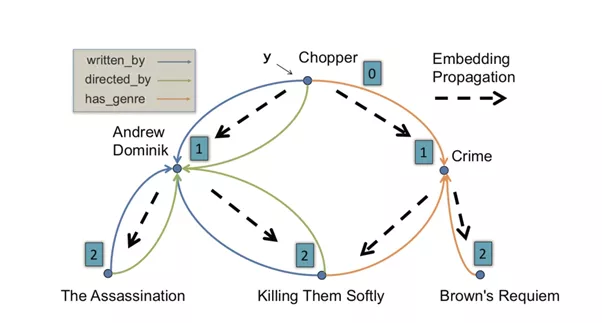 written_by
directed_by
has_genre
y
Chopper
0
Embedding
Propagation
Andrew
Dominik
1
1
Crime
2
2
2
The Assassination
Killing Them Softly
Brown's Requiem